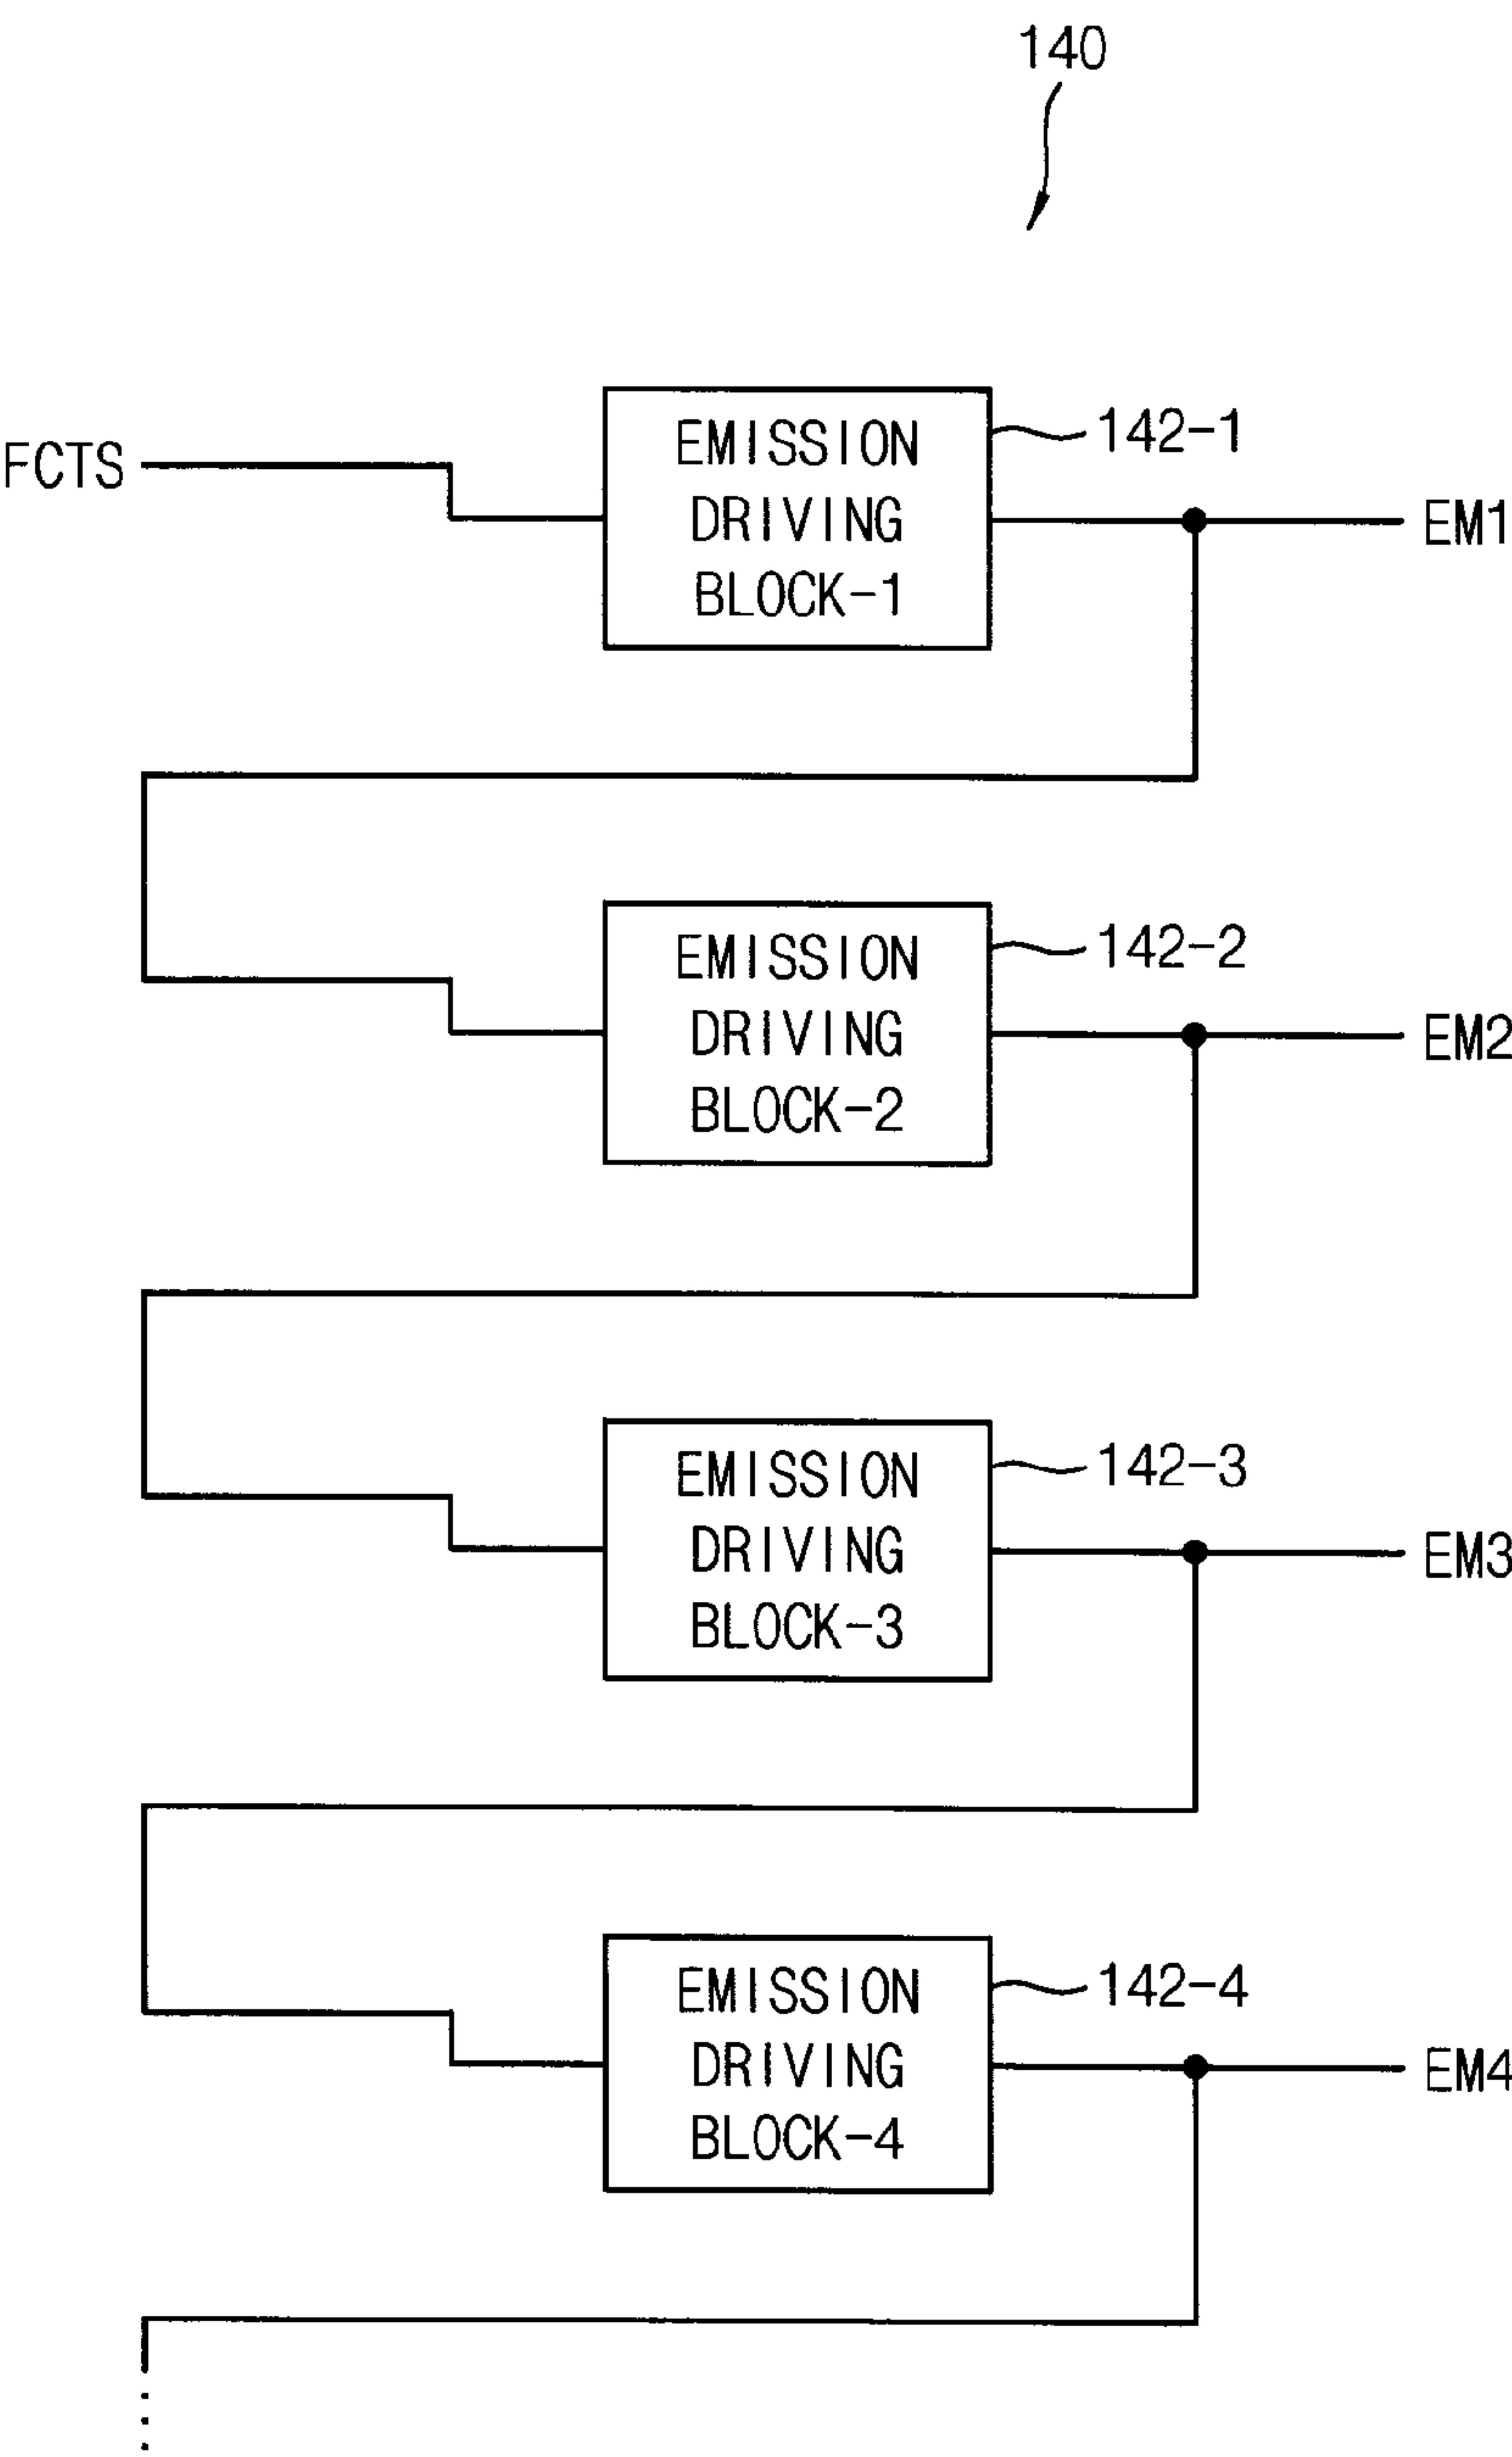 140
FCTS
EMISSION
DRIVING
BLOCK-1
142-1
EM1
EMISSION
DRIVING
BLOCK-2
142-2
EM2
EMISSION
DRIVING
BLOCK-3
142-3
EM3
EMISSION
DRIVING
BLOCK-4
142-4
EM4